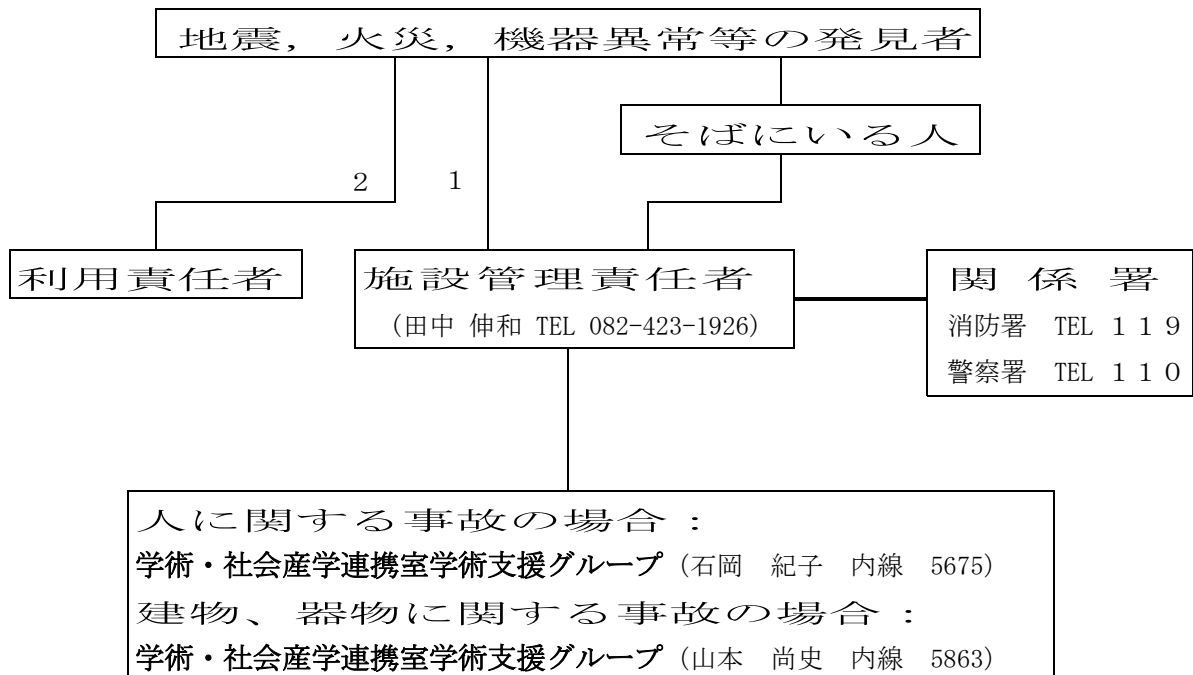 地震，火災，機器異常等の発見者
そばにいる人
２　１
利用責任者
施設管理責任者
（田中 伸和 TEL 082-423-1926）
関 係 署
消防署　TEL １１９
警察署　TEL １１０
人に関する事故の場合：
学術・社会産学連携室学術支援グループ（石岡　紀子　内線　5675）
建物、器物に関する事故の場合：
学術・社会産学連携室学術支援グループ（山本　尚史　内線　5863）